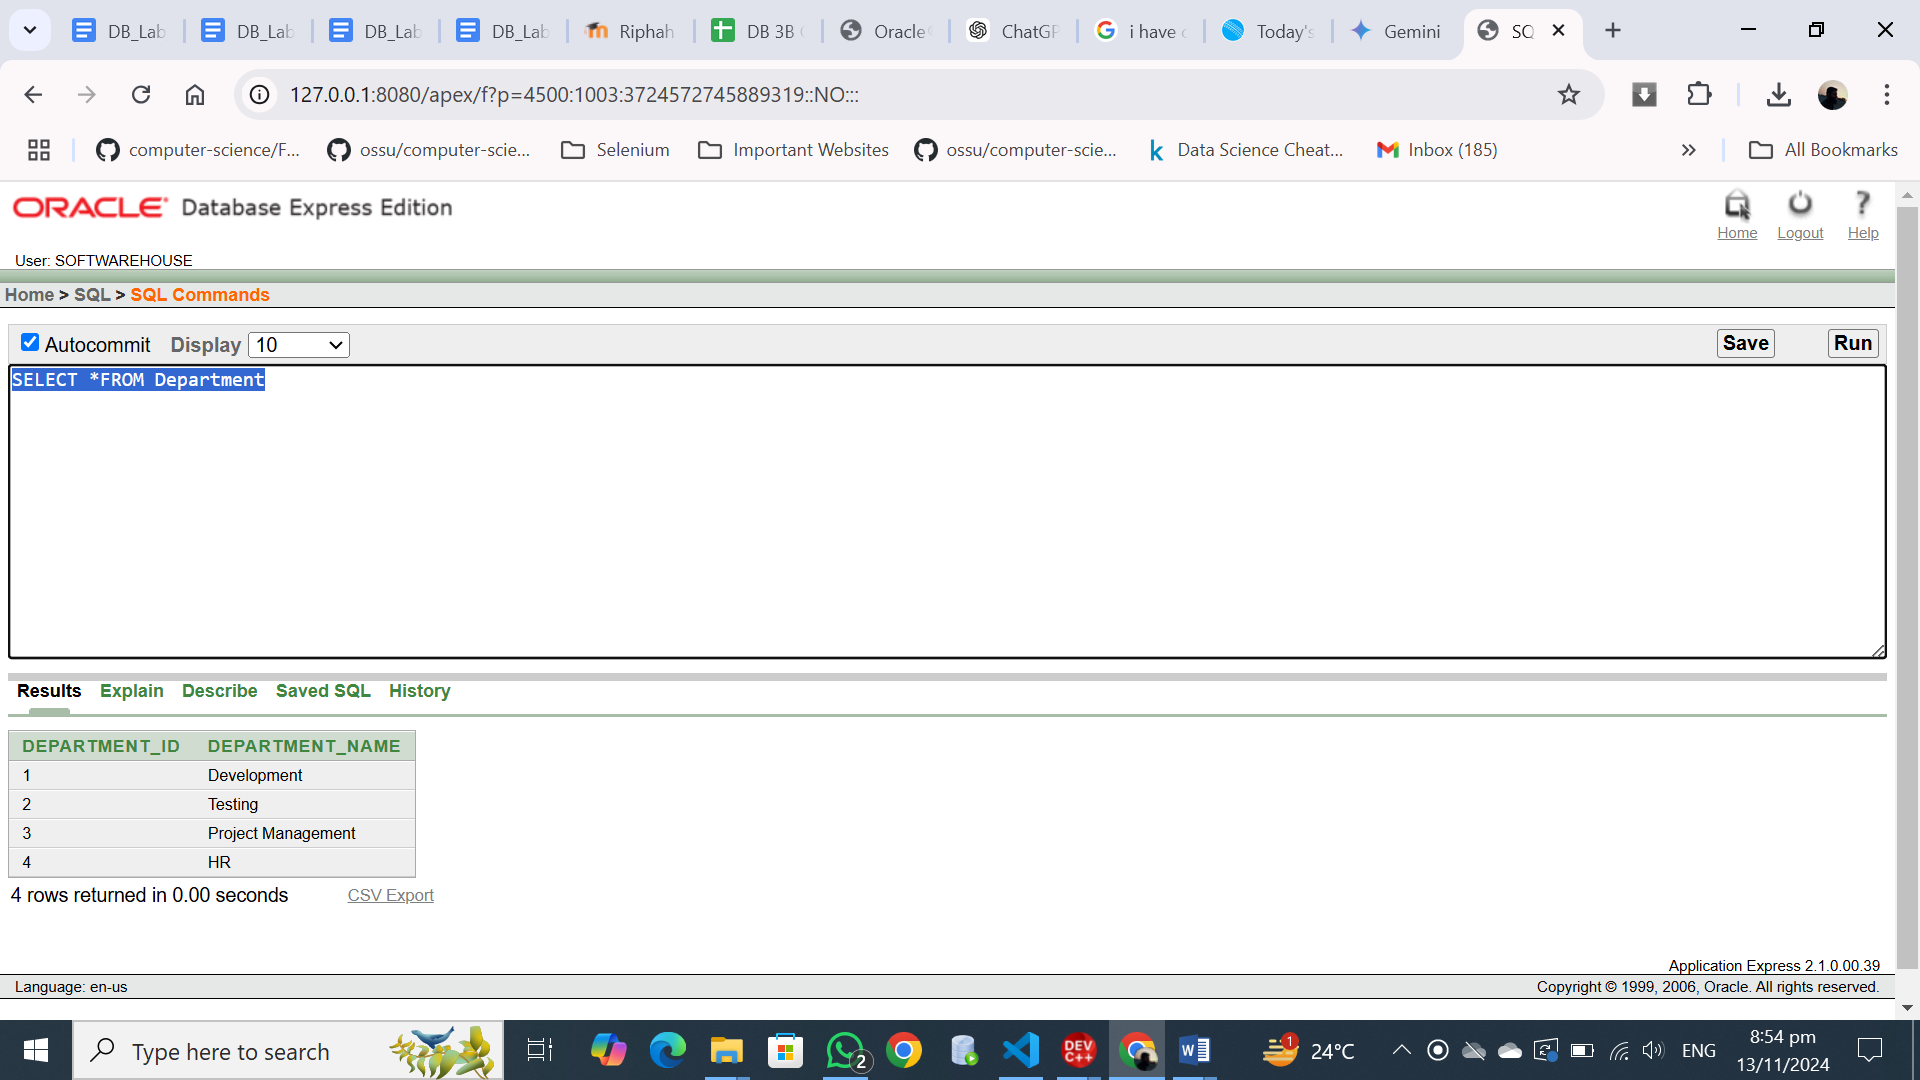 DB_Lab
DB_Lab
DB_Lab
DB_Lab
Riphah
DB 3B
Oracle
ChatGP
i have
Today's
Gemini
SQ
127.0.0.1:8080/apex/f?p=4500:1003:3724572745889319::NO:::
computer-science/F...
ossu/computer-scie...
Selenium
Important Websites
ossu/computer-scie...
Data Science Cheat...
Inbox (185)
All Bookmarks
ORACLE Database Express Edition
Home
Logout
Help
User: SOFTWAREHOUSE
Home > SQL > SQL Commands
Autocommit Display 10
Save
Run
SELECT *FROM Department
Results Explain Describe Saved SQL History
DEPARTMENT_ID DEPARTMENT_NAME
1 Development
2 Testing
3 Project Management
4 HR
4 rows returned in 0.00 seconds
CSV Export
Application Express 2.1.0.00.39
Language: en-us
Copyright © 1999, 2006, Oracle. All rights reserved.
Type here to search
2
DEV C++
1
24°C
ENG
8:54 pm
13/11/2024